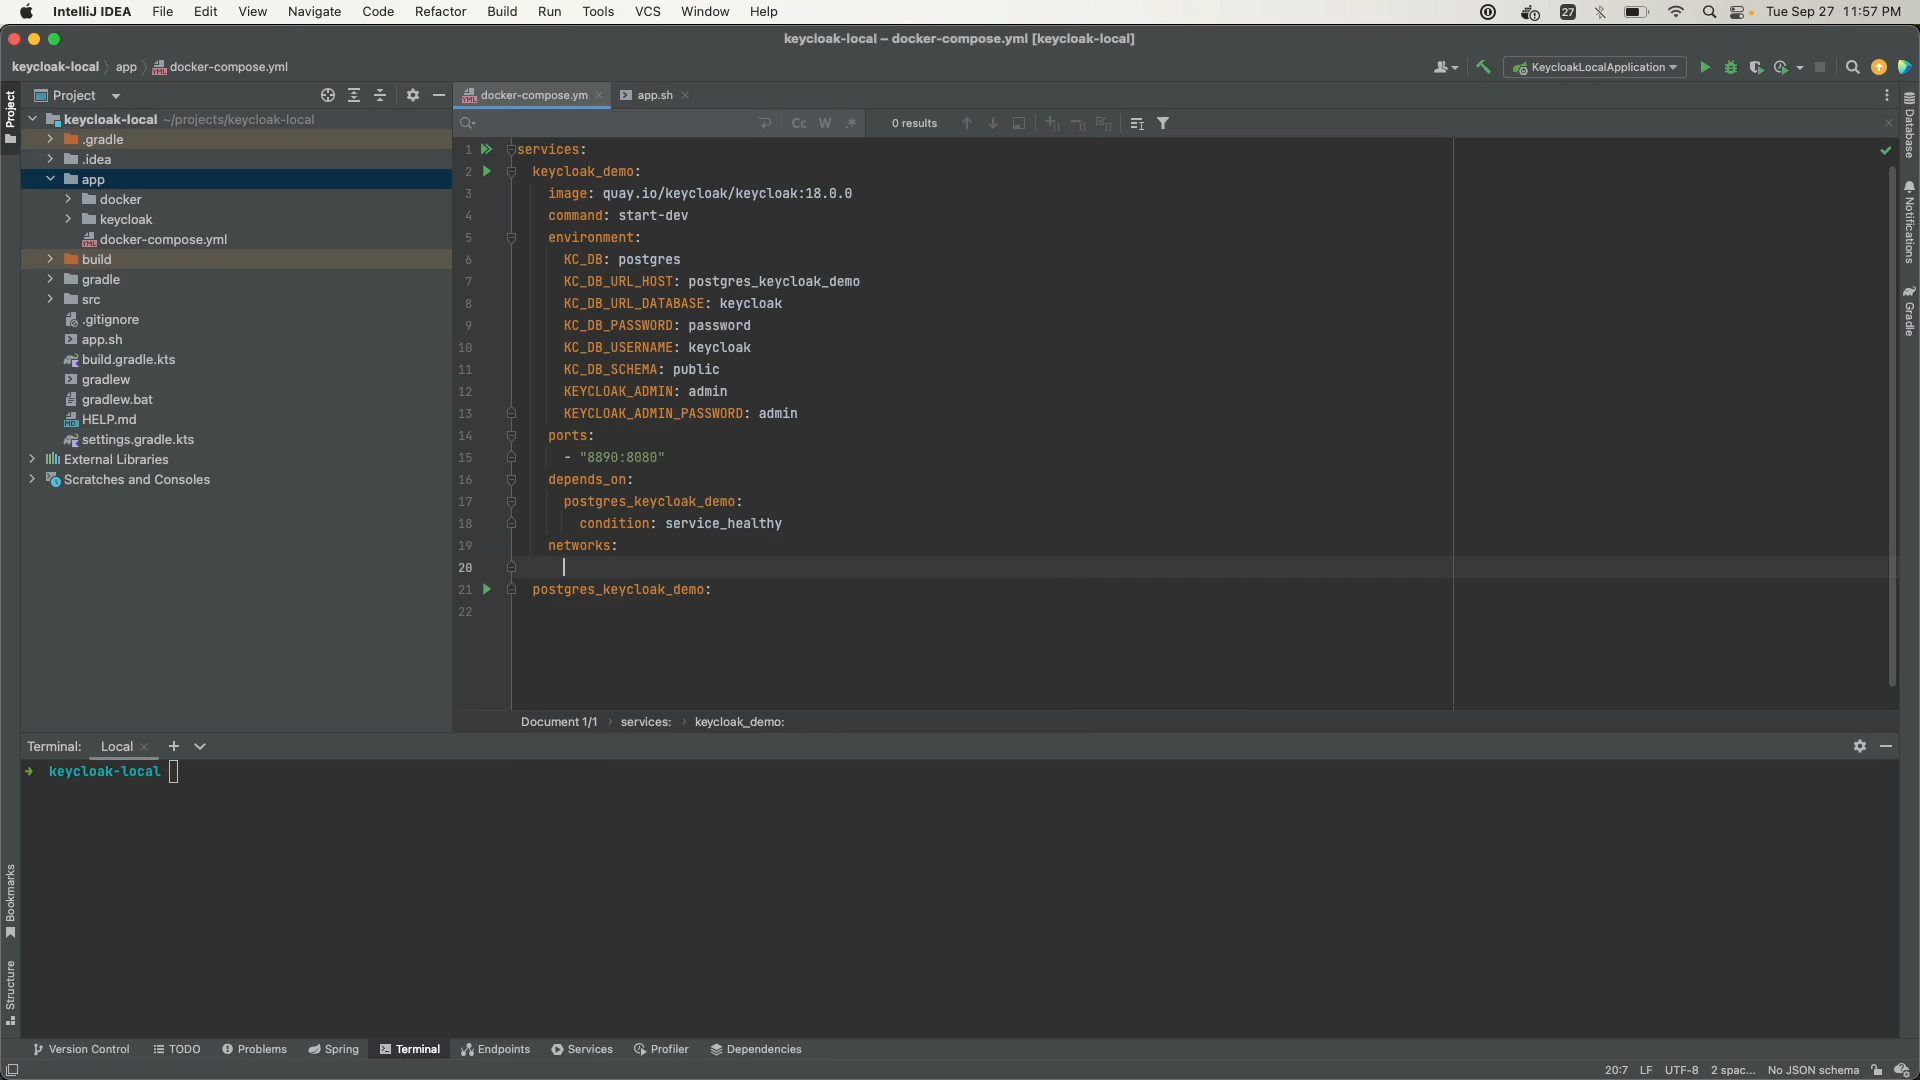 IntelliJ IDEA File Edit View Navigate Code Refactor Build Run Tools VCS Window Help 27 Tue Sep 27 11:57 PM
keycloak-local – docker-compose.yml [keycloak-local]
keycloak-local app docker-compose.yml KeycloakLocalApplication
Project docker-compose.ym app.sh
Cc W .* 0 results
Project
keycloak-local ~/projects/keycloak-local
.gradle
.idea
app
docker
keycloak
docker-compose.yml
build
gradle
src
.gitignore
app.sh
build.gradle.kts
gradlew
gradlew.bat
HELP.md
settings.gradle.kts
External Libraries
Scratches and Consoles
1 services:
2 keycloak_demo:
3 image: quay.io/keycloak/keycloak:18.0.0
4 command: start-dev
5 environment:
6 KC_DB: postgres
7 KC_DB_URL_HOST: postgres_keycloak_demo
8 KC_DB_URL_DATABASE: keycloak
9 KC_DB_PASSWORD: password
10 KC_DB_USERNAME: keycloak
11 KC_DB_SCHEMA: public
12 KEYCLOAK_ADMIN: admin
13 KEYCLOAK_ADMIN_PASSWORD: admin
14 ports:
15 - "8890:8080"
16 depends_on:
17 postgres_keycloak_demo:
18 condition: service_healthy
19 networks:
20
21 postgres_keycloak_demo:
22
Database
Notifications
Gradle
Document 1/1 services: keycloak_demo:
Terminal: Local
keycloak-local
Bookmarks
Structure
Version Control TODO Problems Spring Terminal Endpoints Services Profiler Dependencies
20:7 LF UTF-8 2 spac... No JSON schema